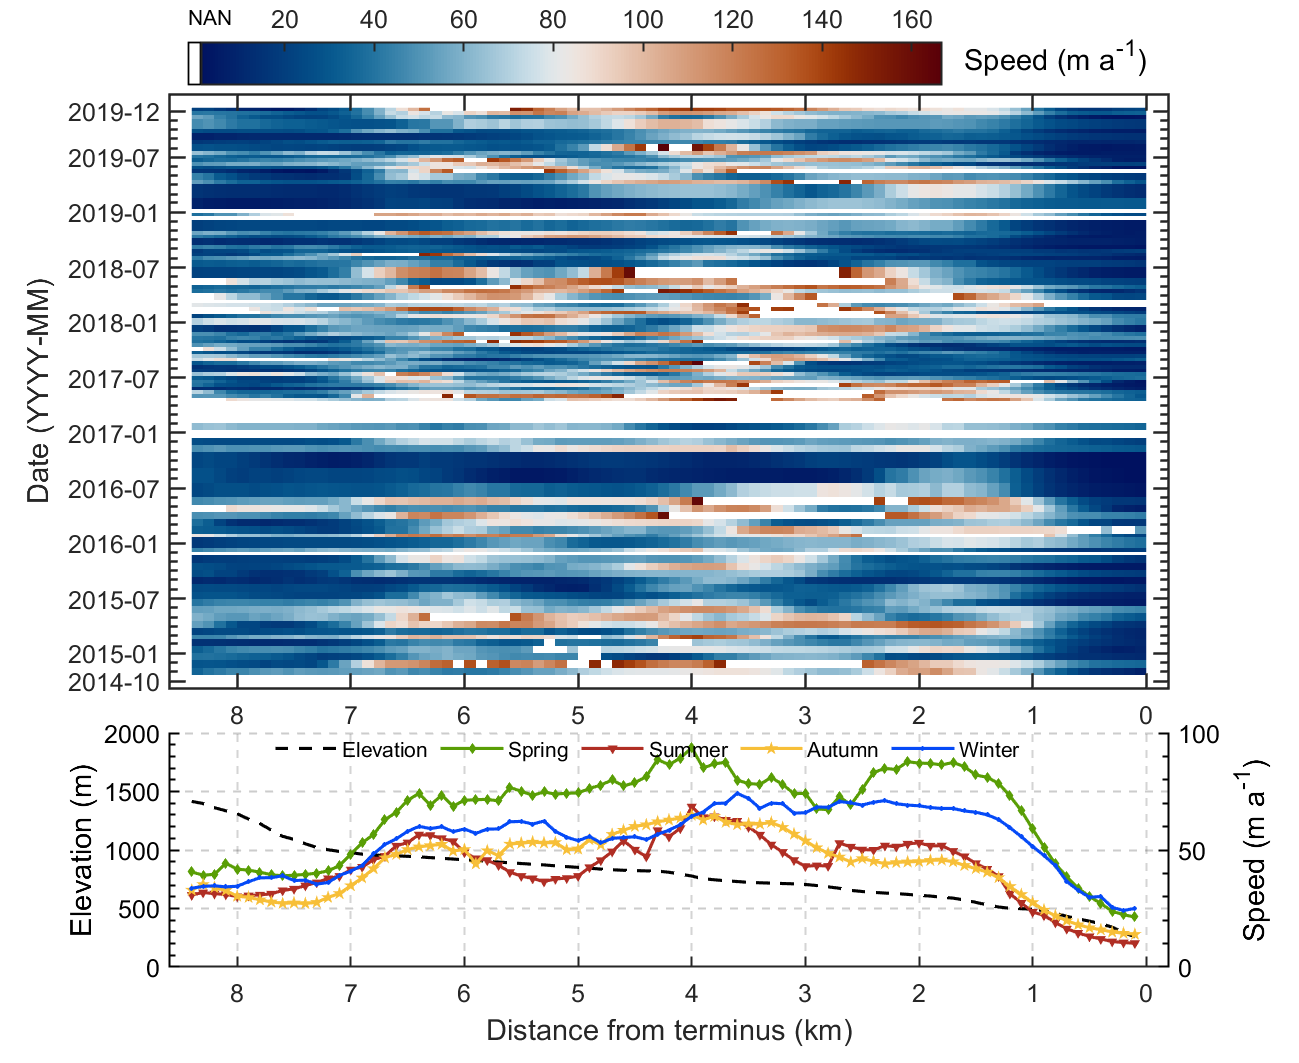 NAN 20 40 60 80 100 120 140 160
Speed (m a-1)
Date (YYYY-MM)
2019-12
2019-07
2019-01
2018-07
2018-01
2017-07
2017-01
2016-07
2016-01
2015-07
2015-01
2014-10
8 7 6 5 4 3 2 1 0
Elevation (m)
2000
1500
1000
500
0
Elevation Spring Summer Autumn Winter
100
50
0
Speed (m a-1)
8 7 6 5 4 3 2 1 0
Distance from terminus (km)